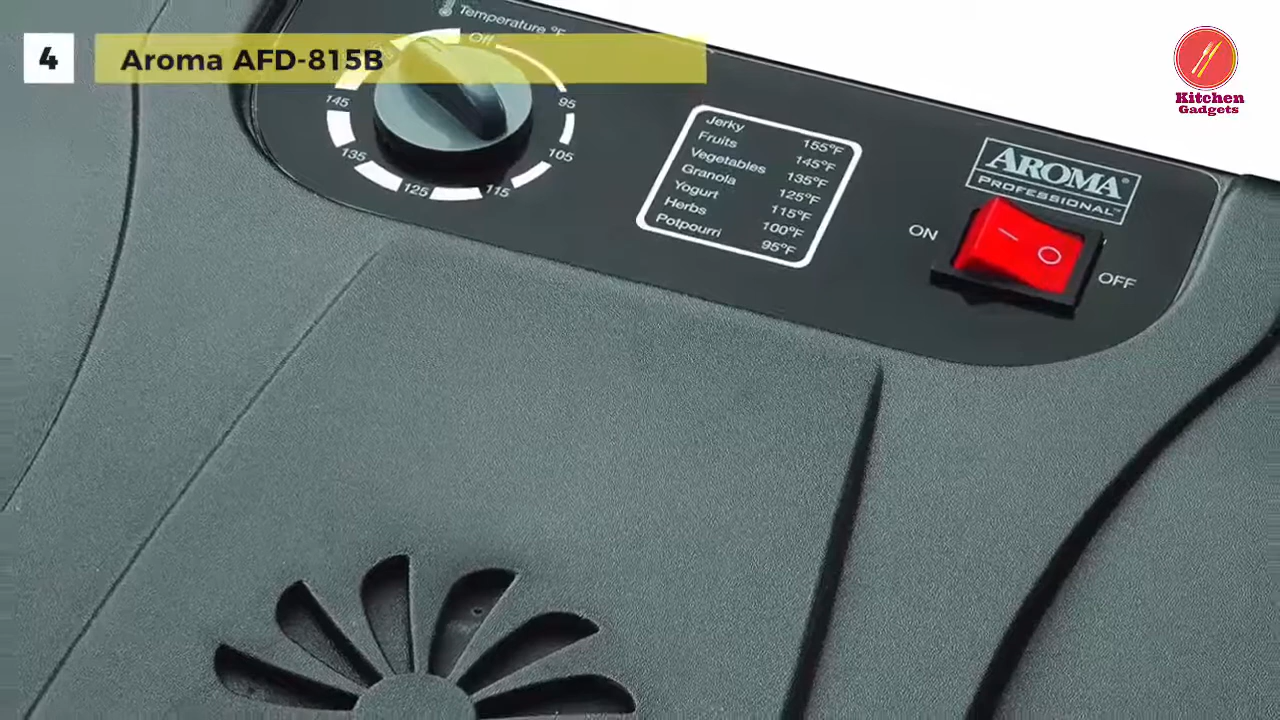 4
Aroma AFD-815B
Kitchen
Gadgets
Temperature °F
Off
95
105
115
125
135
145
Jerky 155°F
Fruits 145°F
Vegetables 135°F
Granola 125°F
Yogurt 115°F
Herbs 100°F
Potpourri 95°F
AROMA®
PROFESSIONAL™
ON
OFF